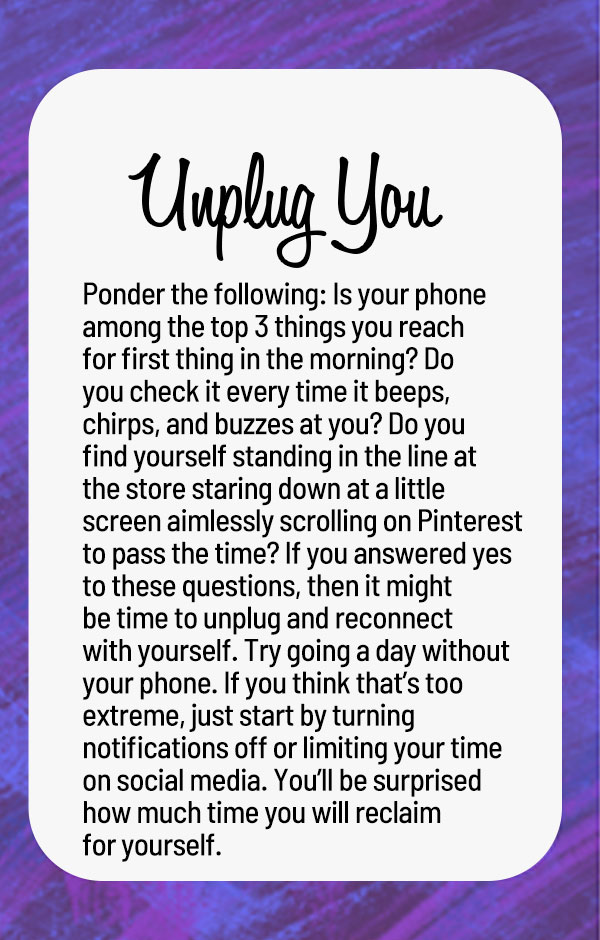 Unplug You
Ponder the following: Is your phone
among the top 3 things you reach
for first thing in the morning? Do
you check it every time it beeps,
chirps, and buzzes at you? Do you
find yourself standing in the line at
the store staring down at a little
screen aimlessly scrolling on Pinterest
to pass the time? If you answered yes
to these questions, then it might
be time to unplug and reconnect
with yourself. Try going a day without
your phone. If you think that’s too
extreme, just start by turning
notifications off or limiting your time
on social media. You’ll be surprised
how much time you will reclaim
for yourself.